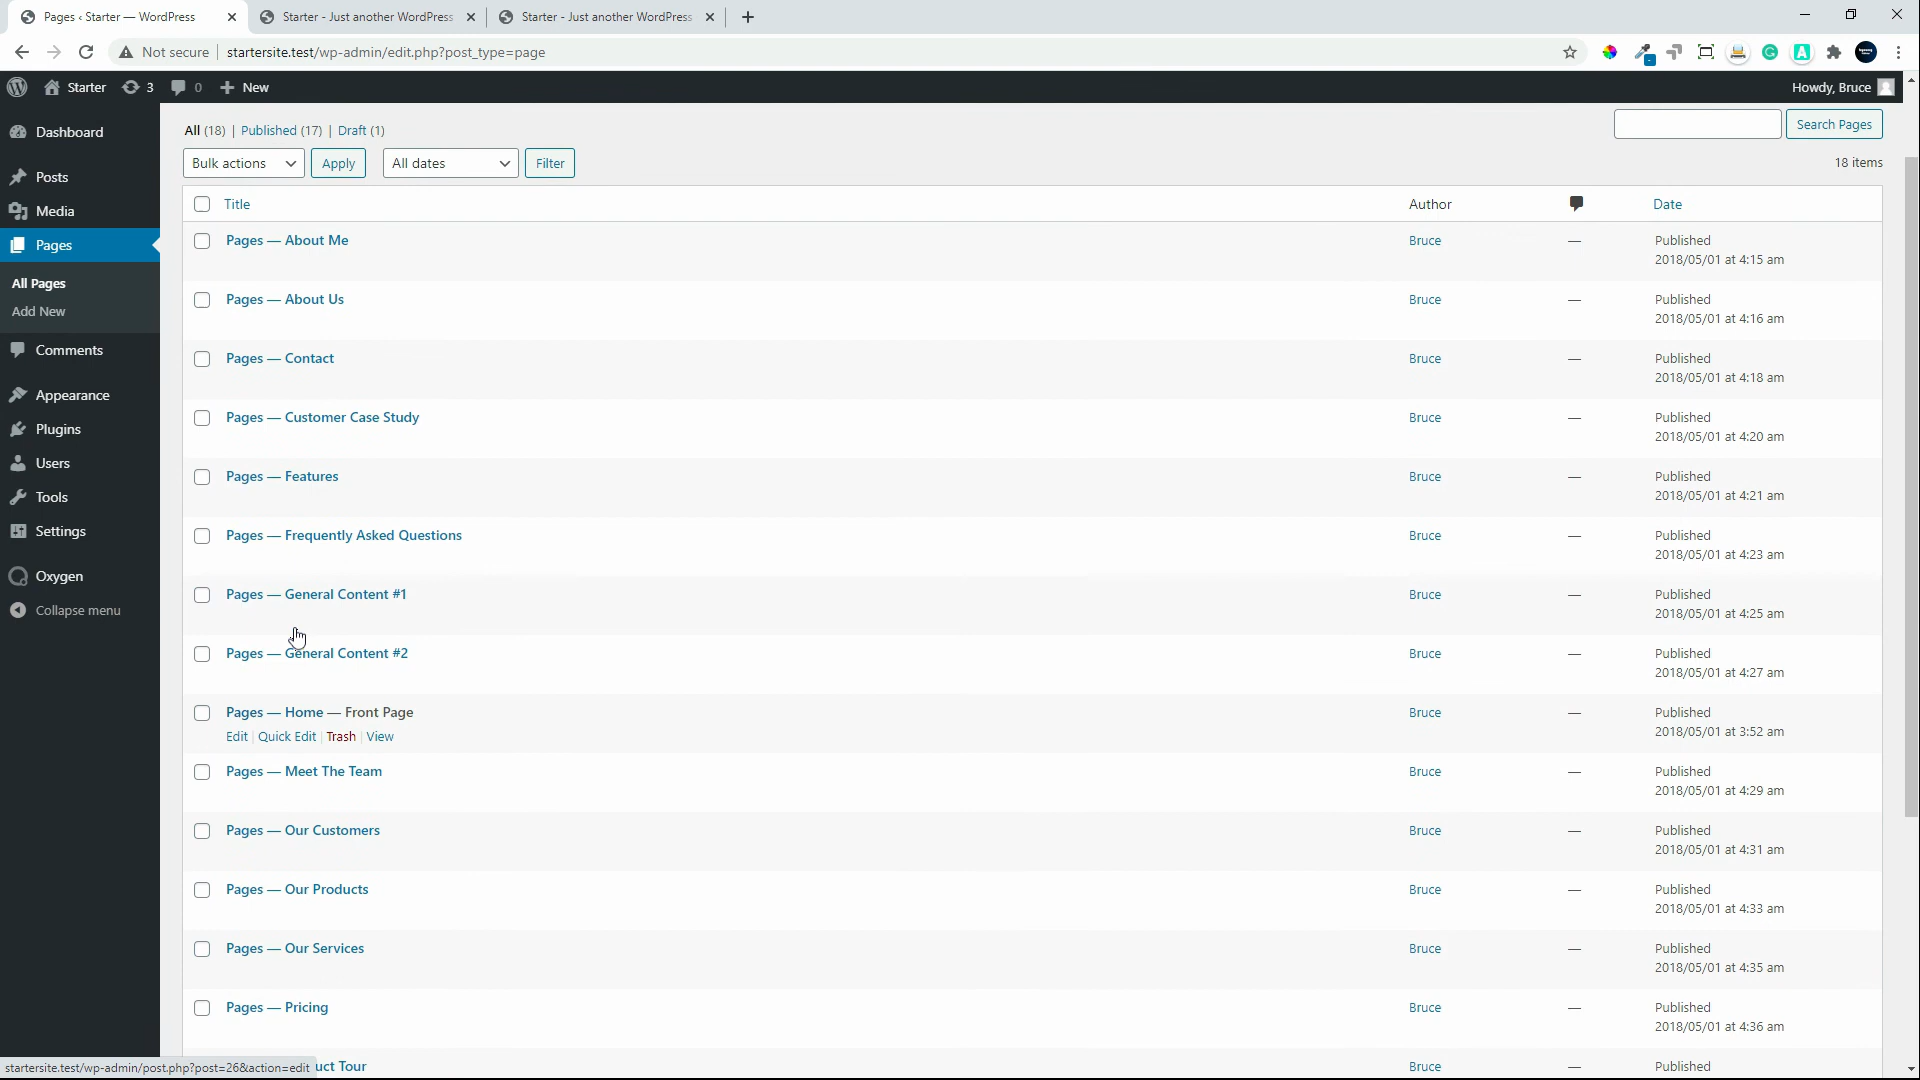 Pages ‹ Starter — WordPress
Starter - Just another WordPress
Starter - Just another WordPress
Not secure
startersite.test/wp-admin/edit.php?post_type=page
Starter 3 0 + New
Howdy, Bruce
Dashboard
Posts
Media
Pages
All Pages
Add New
Comments
Appearance
Plugins
Users
Tools
Settings
Oxygen
Collapse menu
All (18) | Published (17) | Draft (1)
Search Pages
Bulk actions Apply All dates Filter
18 items
Title Author Date
Pages — About Me Bruce — Published
2018/05/01 at 4:15 am
Pages — About Us Bruce — Published
2018/05/01 at 4:16 am
Pages — Contact Bruce — Published
2018/05/01 at 4:18 am
Pages — Customer Case Study Bruce — Published
2018/05/01 at 4:20 am
Pages — Features Bruce — Published
2018/05/01 at 4:21 am
Pages — Frequently Asked Questions Bruce — Published
2018/05/01 at 4:23 am
Pages — General Content #1 Bruce — Published
2018/05/01 at 4:25 am
Pages — General Content #2 Bruce — Published
2018/05/01 at 4:27 am
Pages — Home — Front Page Bruce — Published
Edit | Quick Edit | Trash | View 2018/05/01 at 3:52 am
Pages — Meet The Team Bruce — Published
2018/05/01 at 4:29 am
Pages — Our Customers Bruce — Published
2018/05/01 at 4:31 am
Pages — Our Products Bruce — Published
2018/05/01 at 4:33 am
Pages — Our Services Bruce — Published
2018/05/01 at 4:35 am
Pages — Pricing Bruce — Published
2018/05/01 at 4:36 am
uct Tour Bruce — Published
startersite.test/wp-admin/post.php?post=26&action=edit